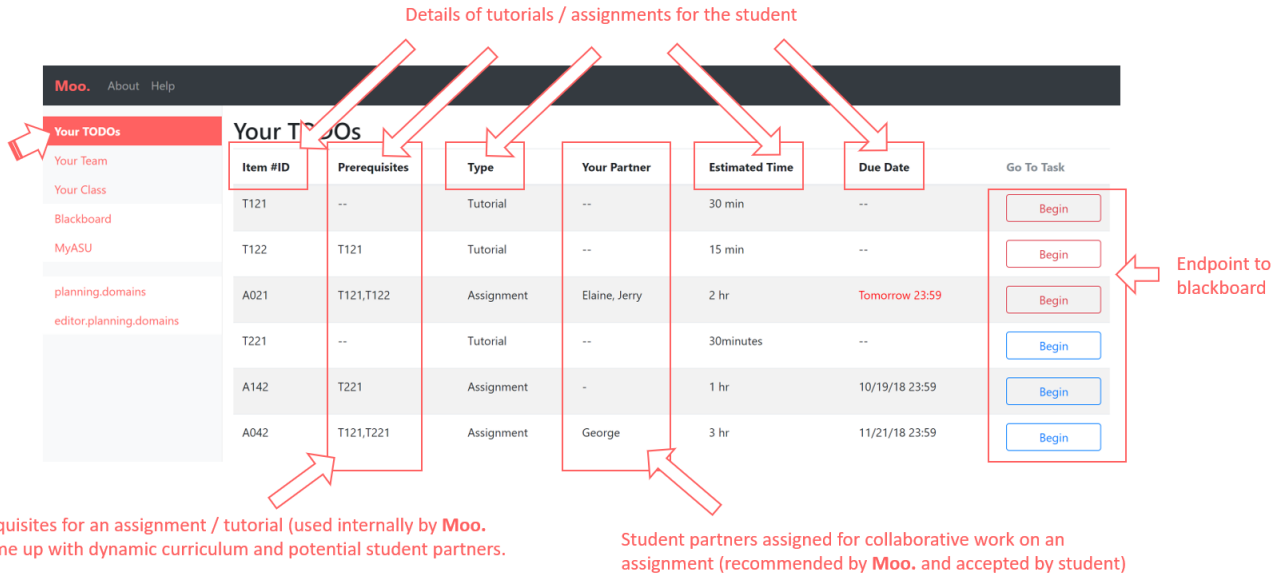 Details of tutorials / assignments for the student
Moo. About Help
Your TODOs
Your Team
Your Class
Blackboard
MyASU
planning.domains
editor.planning.domains
Your TODOs
Item #ID Prerequisites Type Your Partner Estimated Time Due Date Go To Task
T121 -- Tutorial -- 30 min -- Begin
T122 T121 Tutorial -- 15 min -- Begin
A021 T121,T122 Assignment Elaine, Jerry 2 hr Tomorrow 23:59 Begin
T221 -- Tutorial -- 30minutes -- Begin
A142 T221 Assignment - 1 hr 10/19/18 23:59 Begin
A042 T121,T221 Assignment George 3 hr 11/21/18 23:59 Begin
Endpoint to
blackboard
quisites for an assignment / tutorial (used internally by Moo.
me up with dynamic curriculum and potential student partners.
Student partners assigned for collaborative work on an
assignment (recommended by Moo. and accepted by student)